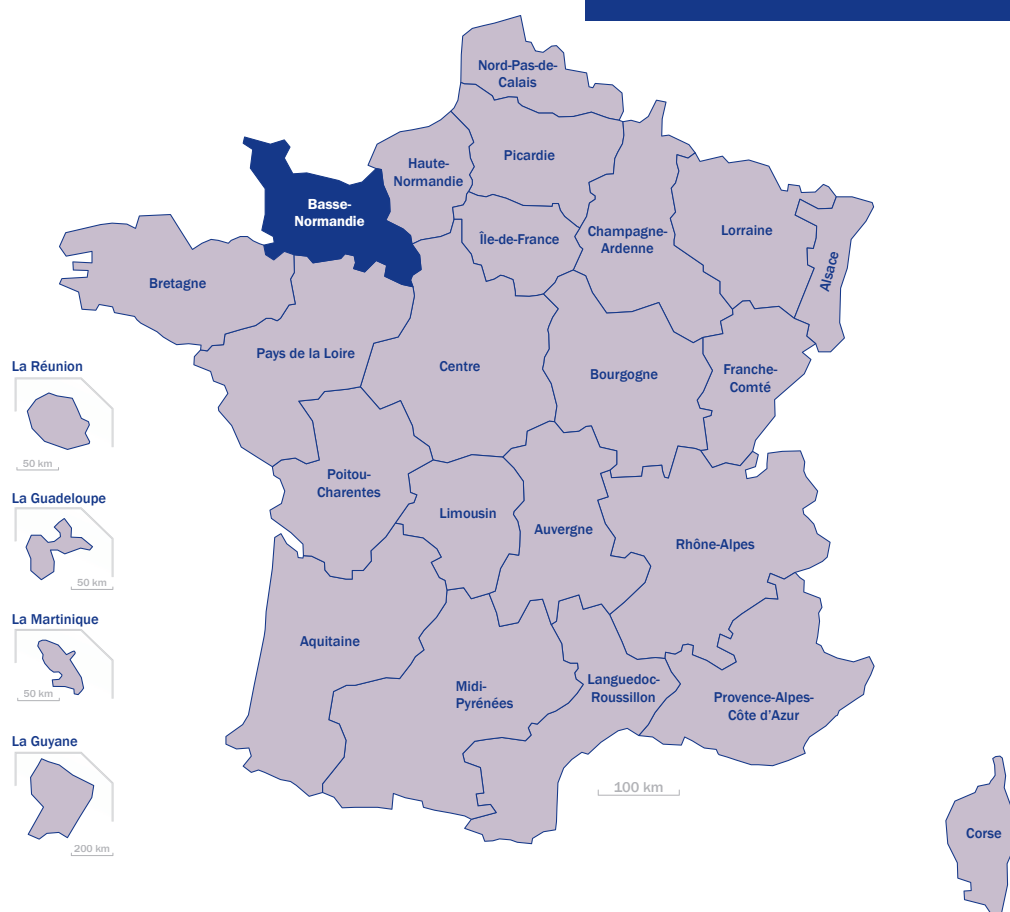 Nord-Pas-de-
Calais
Picardie
Haute-
Normandie
Basse-
Normandie
Île-de-France
Champagne-
Ardenne
Lorraine
Alsace
Bretagne
Pays de la Loire
Centre
Bourgogne
Franche-
Comté
La Réunion
50 km
Poitou-
Charentes
Limousin
Auvergne
Rhône-Alpes
La Guadeloupe
50 km
La Martinique
50 km
Aquitaine
Midi-
Pyrénées
Languedoc-
Roussillon
Provence-Alpes-
Côte d'Azur
La Guyane
200 km
100 km
Corse